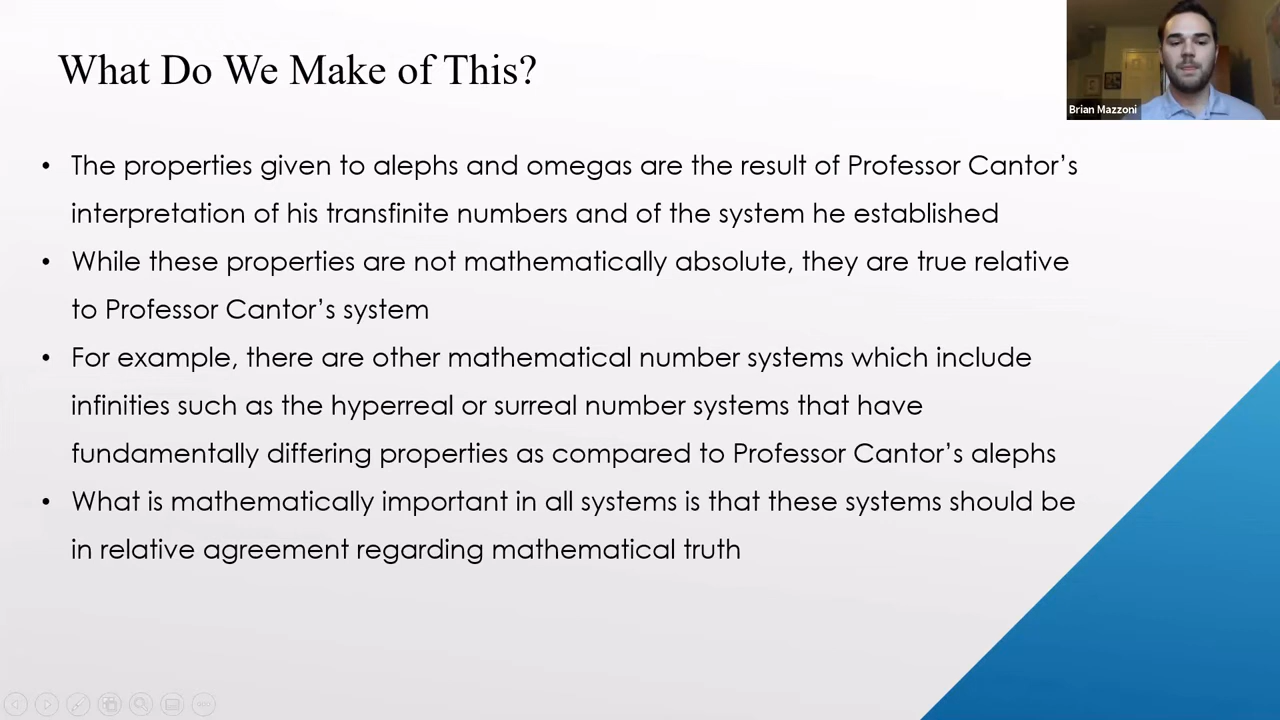 What Do We Make of This?
Brian Mazzoni
• The properties given to alephs and omegas are the result of Professor Cantor's
interpretation of his transfinite numbers and of the system he established
• While these properties are not mathematically absolute, they are true relative
to Professor Cantor's system
• For example, there are other mathematical number systems which include
infinities such as the hyperreal or surreal number systems that have
fundamentally differing properties as compared to Professor Cantor's alephs
• What is mathematically important in all systems is that these systems should be
in relative agreement regarding mathematical truth